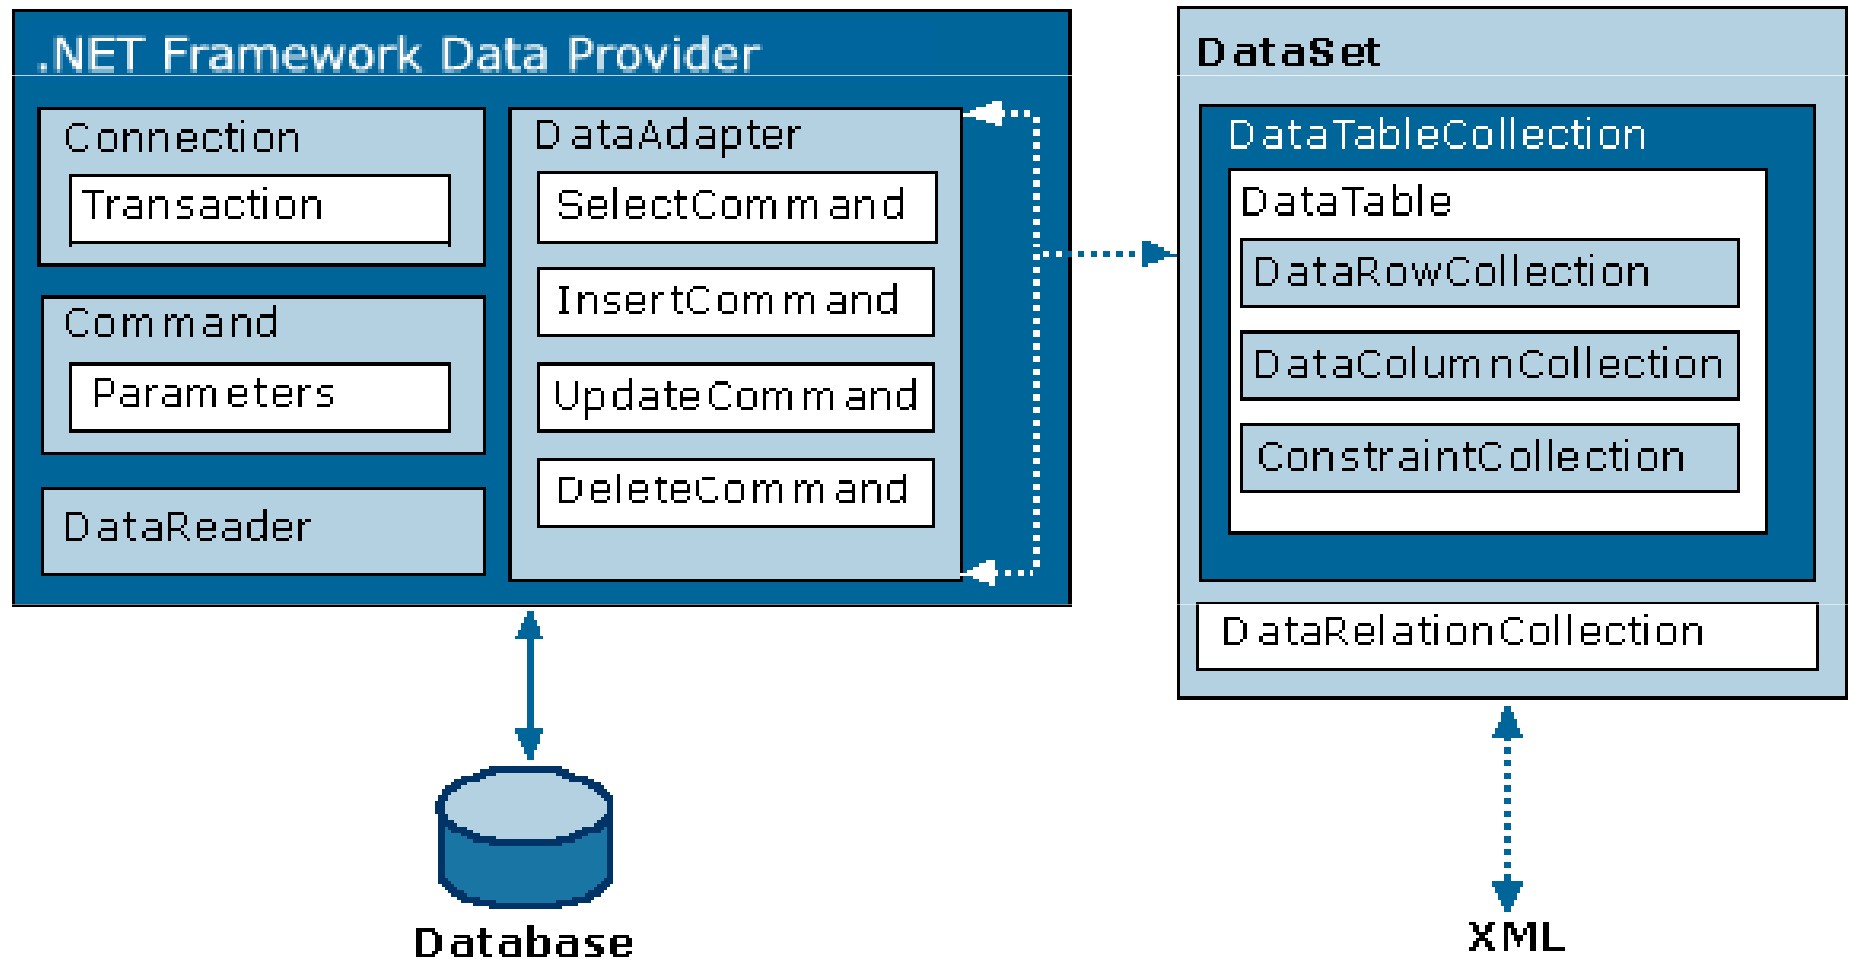 .NET Framework Data Provider
Connection
Transaction
Command
Parameters
DataReader
DataAdapter
SelectCommand
InsertCommand
UpdateCommand
DeleteCommand
Database
DataSet
DataTableCollection
DataTable
DataRowCollection
DataColumnCollection
ConstraintCollection
DataRelationCollection
XML